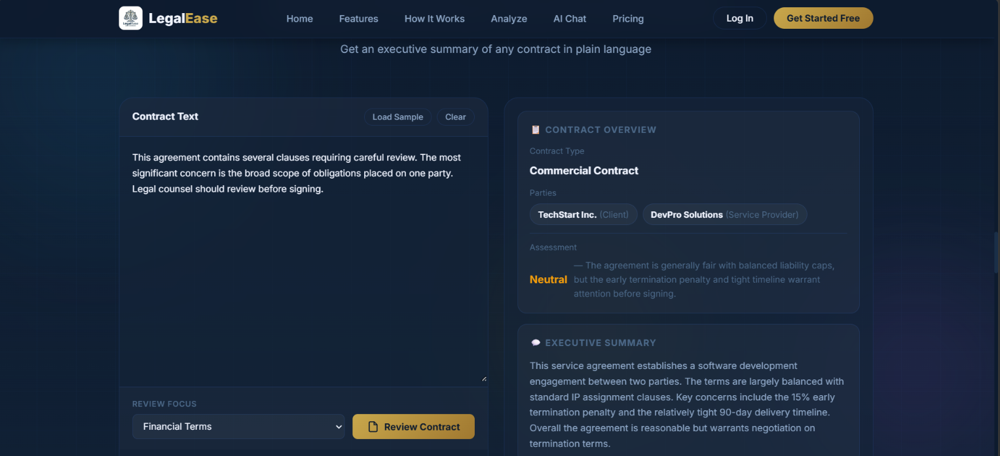 LegalEase
Home Features How It Works Analyze AI Chat Pricing
Log In
Get Started Free
Get an executive summary of any contract in plain language
Contract Text
Load Sample
Clear
This agreement contains several clauses requiring careful review. The most
significant concern is the broad scope of obligations placed on one party.
Legal counsel should review before signing.
REVIEW FOCUS
Financial Terms
Review Contract
CONTRACT OVERVIEW
Contract Type
Commercial Contract
Parties
TechStart Inc. (Client)
DevPro Solutions (Service Provider)
Assessment
Neutral
— The agreement is generally fair with balanced liability caps,
but the early termination penalty and tight timeline warrant
attention before signing.
EXECUTIVE SUMMARY
This service agreement establishes a software development
engagement between two parties. The terms are largely balanced with
standard IP assignment clauses. Key concerns include the 15% early
termination penalty and the relatively tight 90-day delivery timeline.
Overall the agreement is reasonable but warrants negotiation on
termination terms.